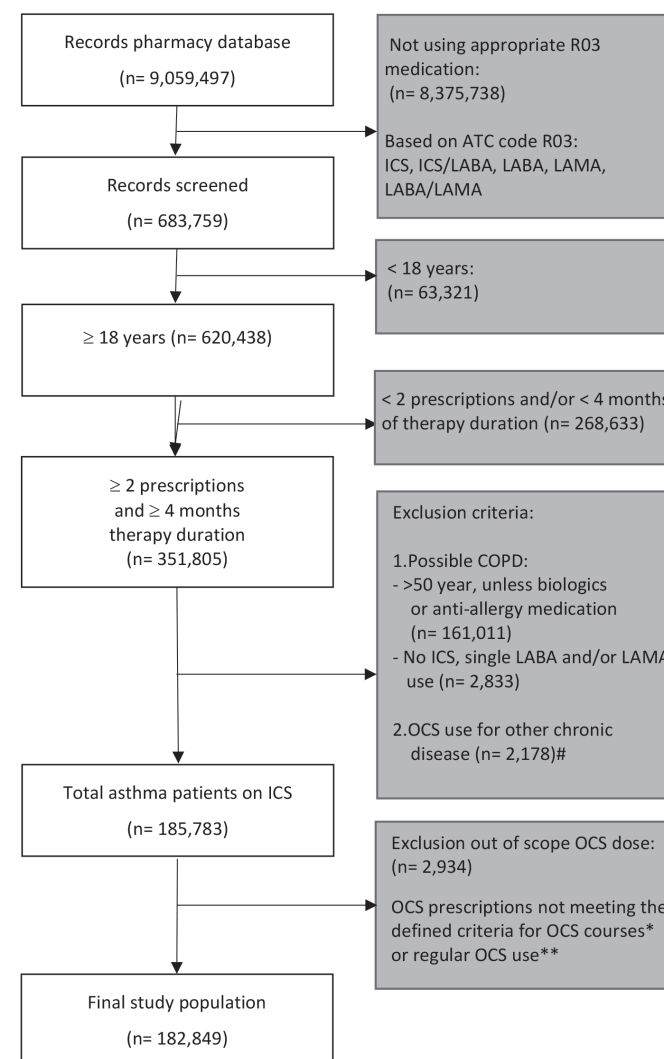 Records pharmacy database
(n= 9,059,497)
Not using appropriate R03
medication:
(n= 8,375,738)
Based on ATC code R03:
ICS, ICS/LABA, LABA, LAMA,
LABA/LAMA
Records screened
(n= 683,759)
< 18 years:
(n= 63,321)
≥ 18 years (n= 620,438)
< 2 prescriptions and/or < 4 months
of therapy duration (n= 268,633)
≥ 2 prescriptions
and ≥ 4 months
therapy duration
(n= 351,805)
Exclusion criteria:
1.Possible COPD:
- >50 year, unless biologics
or anti-allergy medication
(n= 161,011)
- No ICS, single LABA and/or LAMA
use (n= 2,833)
2.OCS use for other chronic
disease (n= 2,178)#
Total asthma patients on ICS
(n= 185,783)
Exclusion out of scope OCS dose:
(n= 2,934)
OCS prescriptions not meeting the
defined criteria for OCS courses*
or regular OCS use**
Final study population
(n= 182,849)